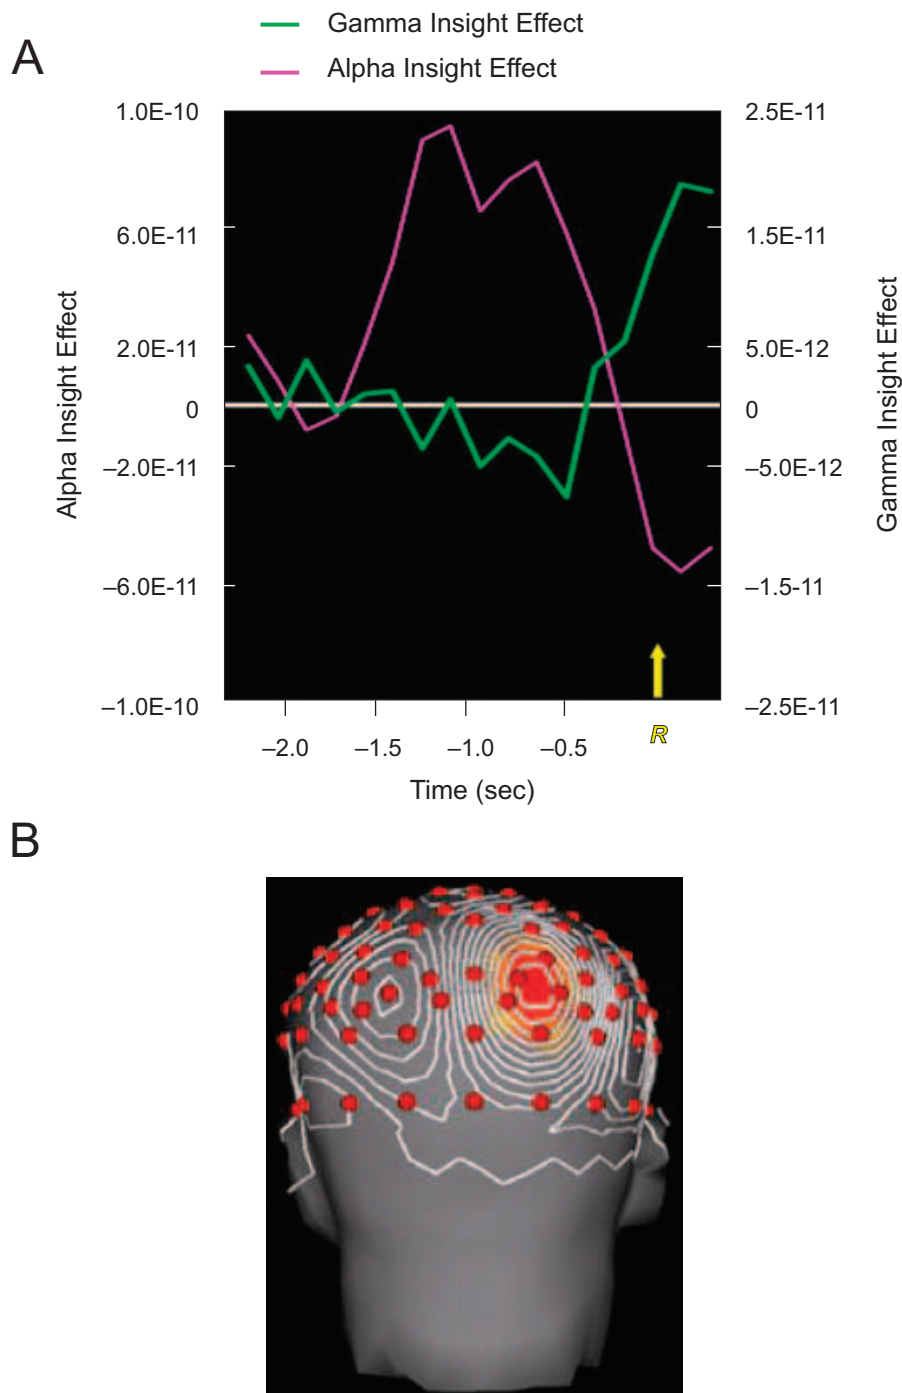 A
Gamma Insight Effect
Alpha Insight Effect
1.0E-10
6.0E-11
2.0E-11
0
–2.0E-11
–6.0E-11
–1.0E-10
Alpha Insight Effect
2.5E-11
1.5E-11
5.0E-12
0
–5.0E-12
–1.5-11
–2.5E-11
Gamma Insight Effect
–2.0
–1.5
–1.0
–0.5
R
Time (sec)
B